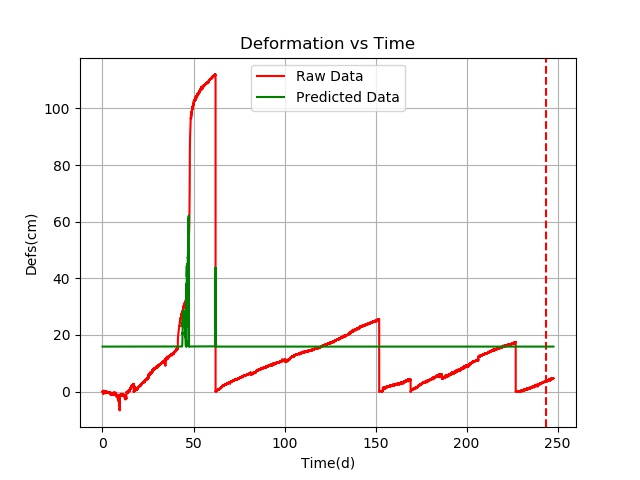 Deformation vs Time
Raw Data
Predicted Data
Defs(cm)
100
80
60
40
20
0
0 50 100 150 200 250
Time(d)